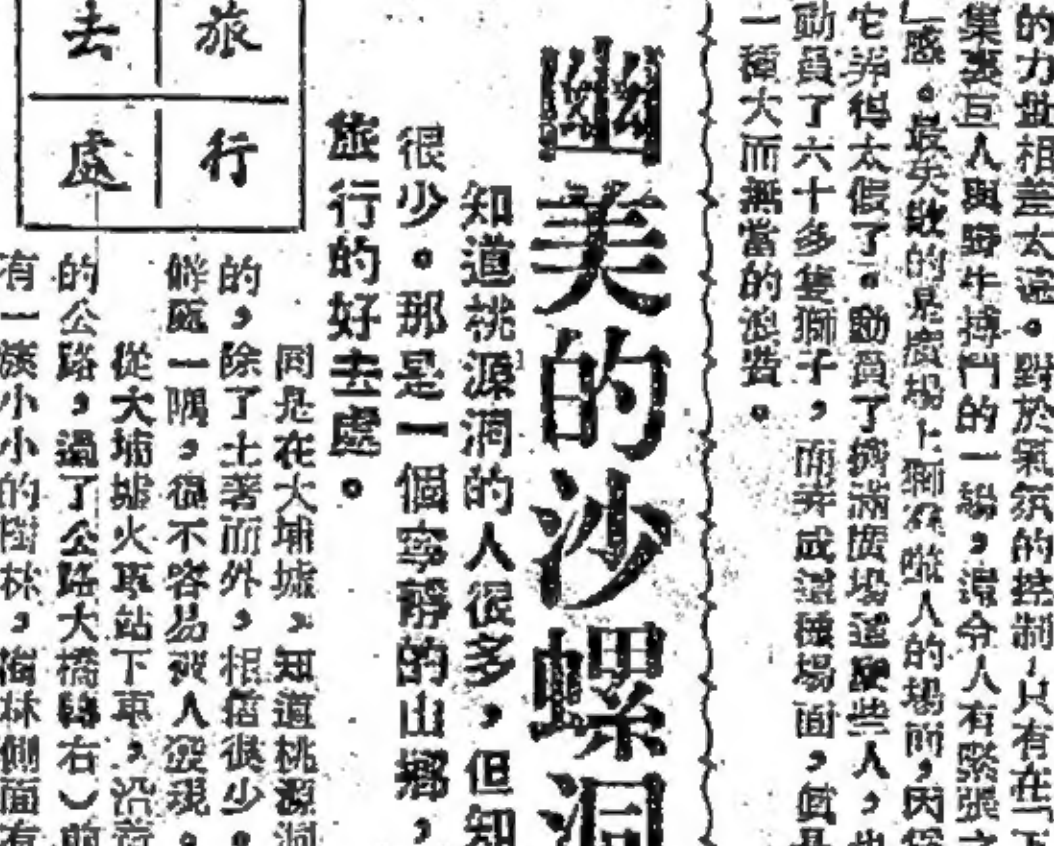 的力量相差太遠。對於氣氛的控制,只有在「下
集裏巨人與野牛搏鬥的一幕,還令人有緊張之
」感。最失敗的是廣場上獅羣噬人的場面,因爲
它弄得太假了。動員了擠滿廣場這麽些人,也
動員了六十多隻獅子,而弄成這種場面,眞是
一種大而無當的浪費。
幽美的沙螺洞
知道桃源洞的人很多,但知
很少。那是一個寧靜的山鄉,
旅行的好去處。
旅行
去處
同是在大埔墟,知道桃源洞
的,除了土著而外,相信很少。
僻處一隅,很不容易被人發現。
從大埔墟火車站下車,沿着
的公路,過了公路大橋轉右)前
有一簇小小的樹林,樹林側面有